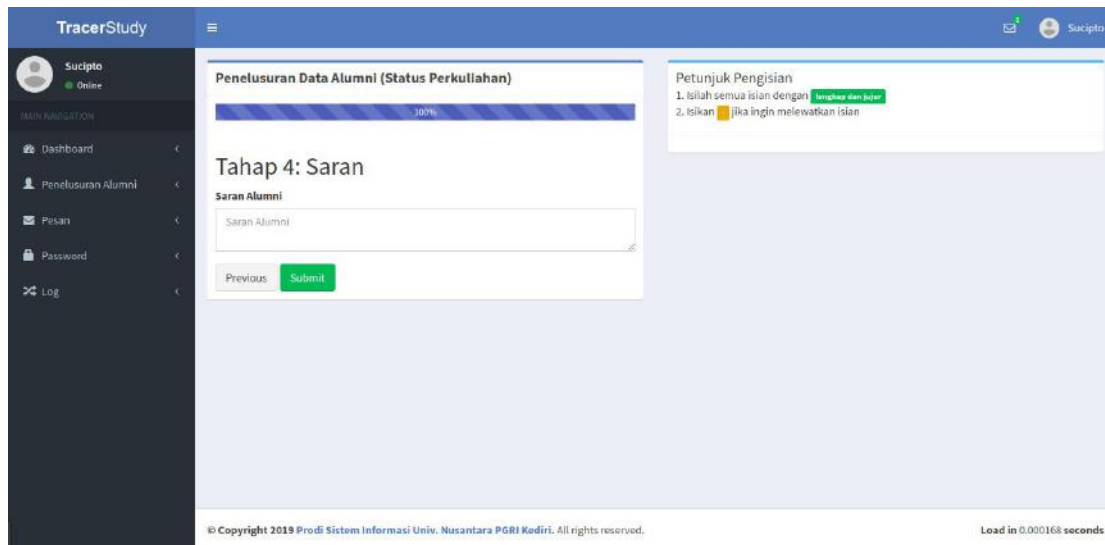 TracerStudy
Sucipto
Sucipto
Online
MAIN NAVIGATION
Dashboard
Penelusuran Alumni
Pesan
Password
Log
Penelusuran Data Alumni (Status Perkuliahan)
100%
Tahap 4: Saran
Saran Alumni
Saran Alumni
Previous Submit
Petunjuk Pengisian
1. Isilah semua isian dengan lengkap dan jujur
2. Isikan jika ingin melewatkan isian
© Copyright 2019 Prodi Sistem Informasi Univ. Nusantara PGRI Kediri. All rights reserved.
Load in 0.000168 seconds